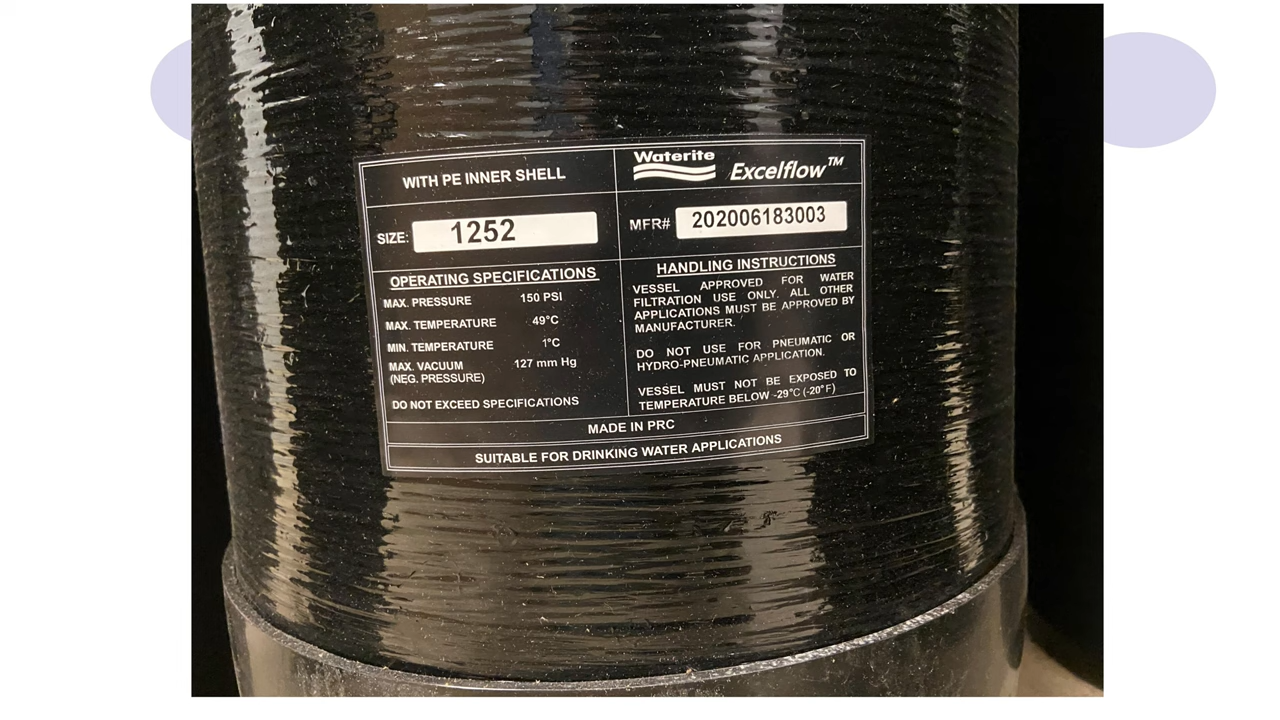 WITH PE INNER SHELL
Waterite Excelflow™
SIZE: 1252
MFR# 202006183003
OPERATING SPECIFICATIONS
MAX. PRESSURE 150 PSI
MAX. TEMPERATURE 49°C
MIN. TEMPERATURE 1°C
MAX. VACUUM 127 mm Hg
(NEG. PRESSURE)
DO NOT EXCEED SPECIFICATIONS
HANDLING INSTRUCTIONS
VESSEL APPROVED FOR WATER
FILTRATION USE ONLY. ALL OTHER
APPLICATIONS MUST BE APPROVED BY
MANUFACTURER.
DO NOT USE FOR PNEUMATIC OR
HYDRO-PNEUMATIC APPLICATION.
VESSEL MUST NOT BE EXPOSED TO
TEMPERATURE BELOW -29°C (-20°F)
MADE IN PRC
SUITABLE FOR DRINKING WATER APPLICATIONS